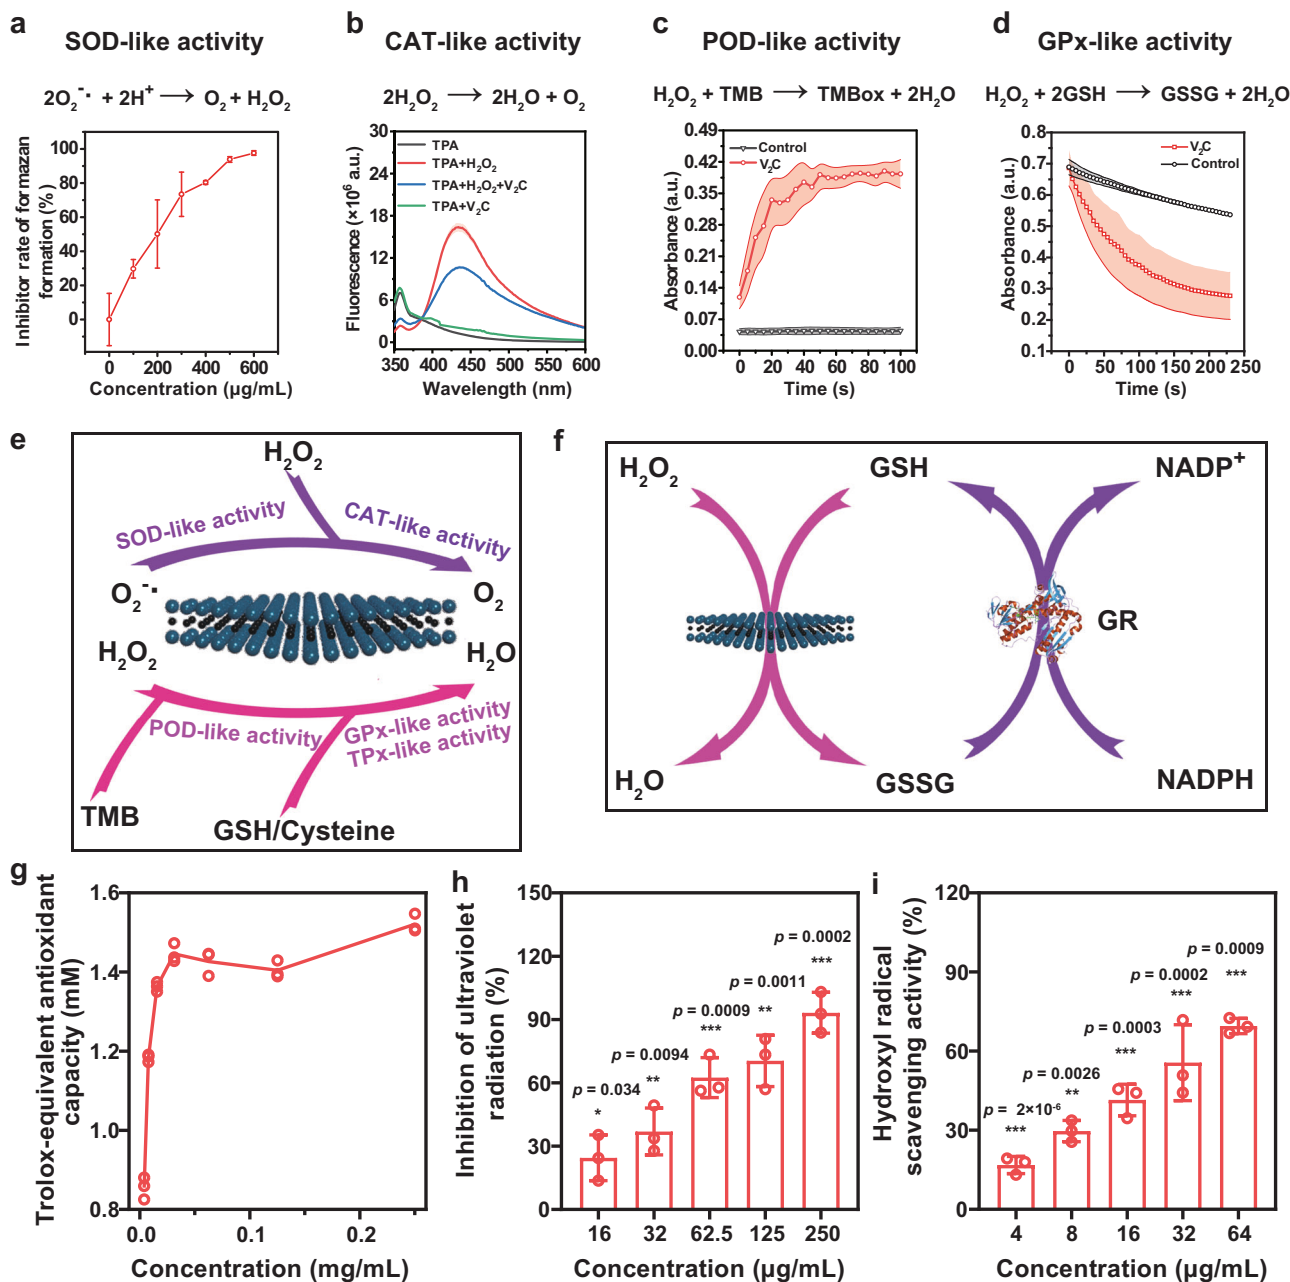 a
SOD-like activity
2O₂⁻· + 2H⁺ → O₂ + H₂O₂
Inhibitor rate of formazan
formation (%)
100
80
60
40
20
0
0 200 400 600
Concentration (µg/mL)
b
CAT-like activity
2H₂O₂ → 2H₂O + O₂
Fluorescence (×10⁶ a.u.)
30
24
18
12
6
0
TPA
TPA+H₂O₂
TPA+H₂O₂+V₂C
TPA+V₂C
350 400 450 500 550 600
Wavelength (nm)
c
POD-like activity
H₂O₂ + TMB → TMBox + 2H₂O
Absorbance (a.u.)
0.49
0.42
0.35
0.28
0.21
0.14
0.07
0.00
Control
V₂C
0 20 40 60 80 100
Time (s)
d
GPx-like activity
H₂O₂ + 2GSH → GSSG + 2H₂O
Absorbance (a.u.)
0.8
0.7
0.6
0.5
0.4
0.3
0.2
0.1
V₂C
Control
0 50 100 150 200 250
Time (s)
e
H₂O₂
SOD-like activity
CAT-like activity
O₂⁻·
O₂
H₂O₂
H₂O
POD-like activity
GPx-like activity
TPx-like activity
TMB
GSH/Cysteine
f
H₂O₂
GSH
NADP⁺
GR
H₂O
GSSG
NADPH
g
Trolox-equivalent antioxidant
capacity (mM)
1.6
1.4
1.2
1.0
0.8
0.0 0.1 0.2
Concentration (mg/mL)
h
Inhibition of ultraviolet
radiation (%)
150
120
90
60
30
0
p = 0.034
*
p = 0.0094
**
p = 0.0009
***
p = 0.0011
**
p = 0.0002
***
16 32 62.5 125 250
Concentration (µg/mL)
i
Hydroxyl radical
scavenging activity (%)
120
90
60
30
0
p = 2×10⁻⁶
***
p = 0.0026
**
p = 0.0003
***
p = 0.0002
***
p = 0.0009
***
4 8 16 32 64
Concentration (µg/mL)